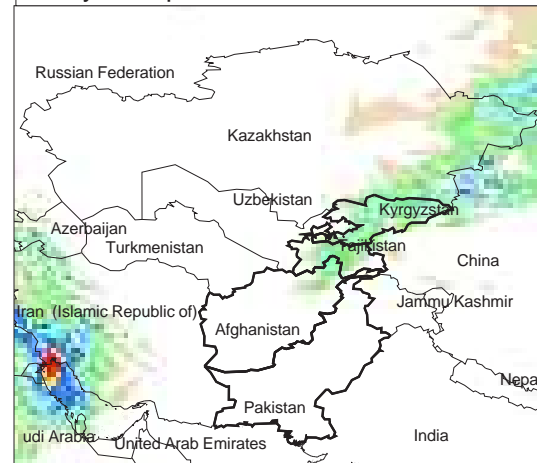 Russian Federation
Kazakhstan
Uzbekistan
Kyrgyzstan
Azerbaijan
Turkmenistan
Tajikistan
China
Jammu/Kashmir
Iran (Islamic Republic of)
Afghanistan
Nepa
Pakistan
udi Arabia
United Arab Emirates
India